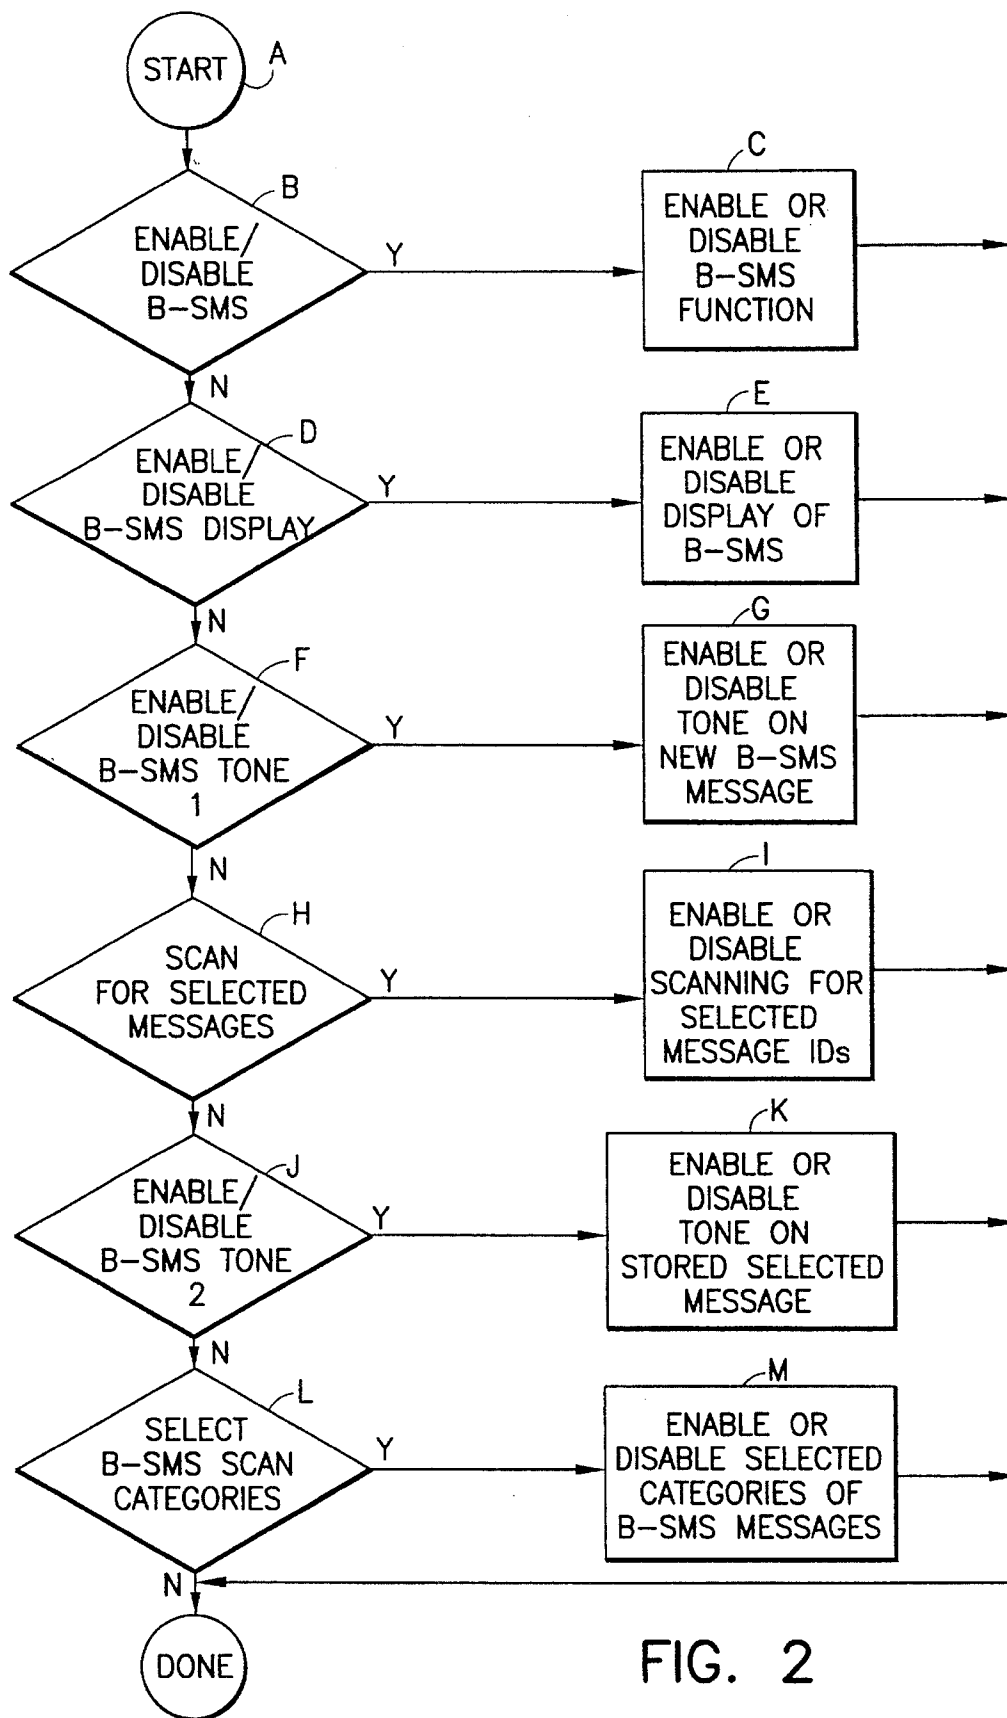 START
A
B
ENABLE/
DISABLE
B-SMS
Y
C
ENABLE OR
DISABLE
B-SMS
FUNCTION
N
D
ENABLE/
DISABLE
B-SMS DISPLAY
Y
E
ENABLE OR
DISABLE
DISPLAY OF
B-SMS
N
F
ENABLE/
DISABLE
B-SMS TONE
1
Y
G
ENABLE OR
DISABLE
TONE ON
NEW B-SMS
MESSAGE
N
H
SCAN
FOR SELECTED
MESSAGES
Y
I
ENABLE OR
DISABLE
SCANNING FOR
SELECTED
MESSAGE IDs
N
J
ENABLE/
DISABLE
B-SMS TONE
2
Y
K
ENABLE OR
DISABLE
TONE ON
STORED SELECTED
MESSAGE
N
L
SELECT
B-SMS SCAN
CATEGORIES
Y
M
ENABLE OR
DISABLE SELECTED
CATEGORIES OF
B-SMS MESSAGES
N
DONE
FIG. 2